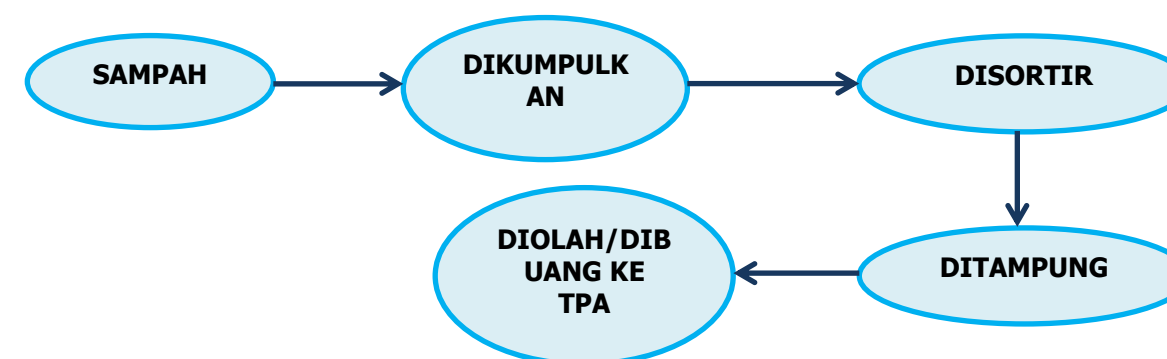 SAMPAH
DIKUMPULK
AN
DISORTIR
DITAMPUNG
DIOLAH/DIB
UANG KE
TPA